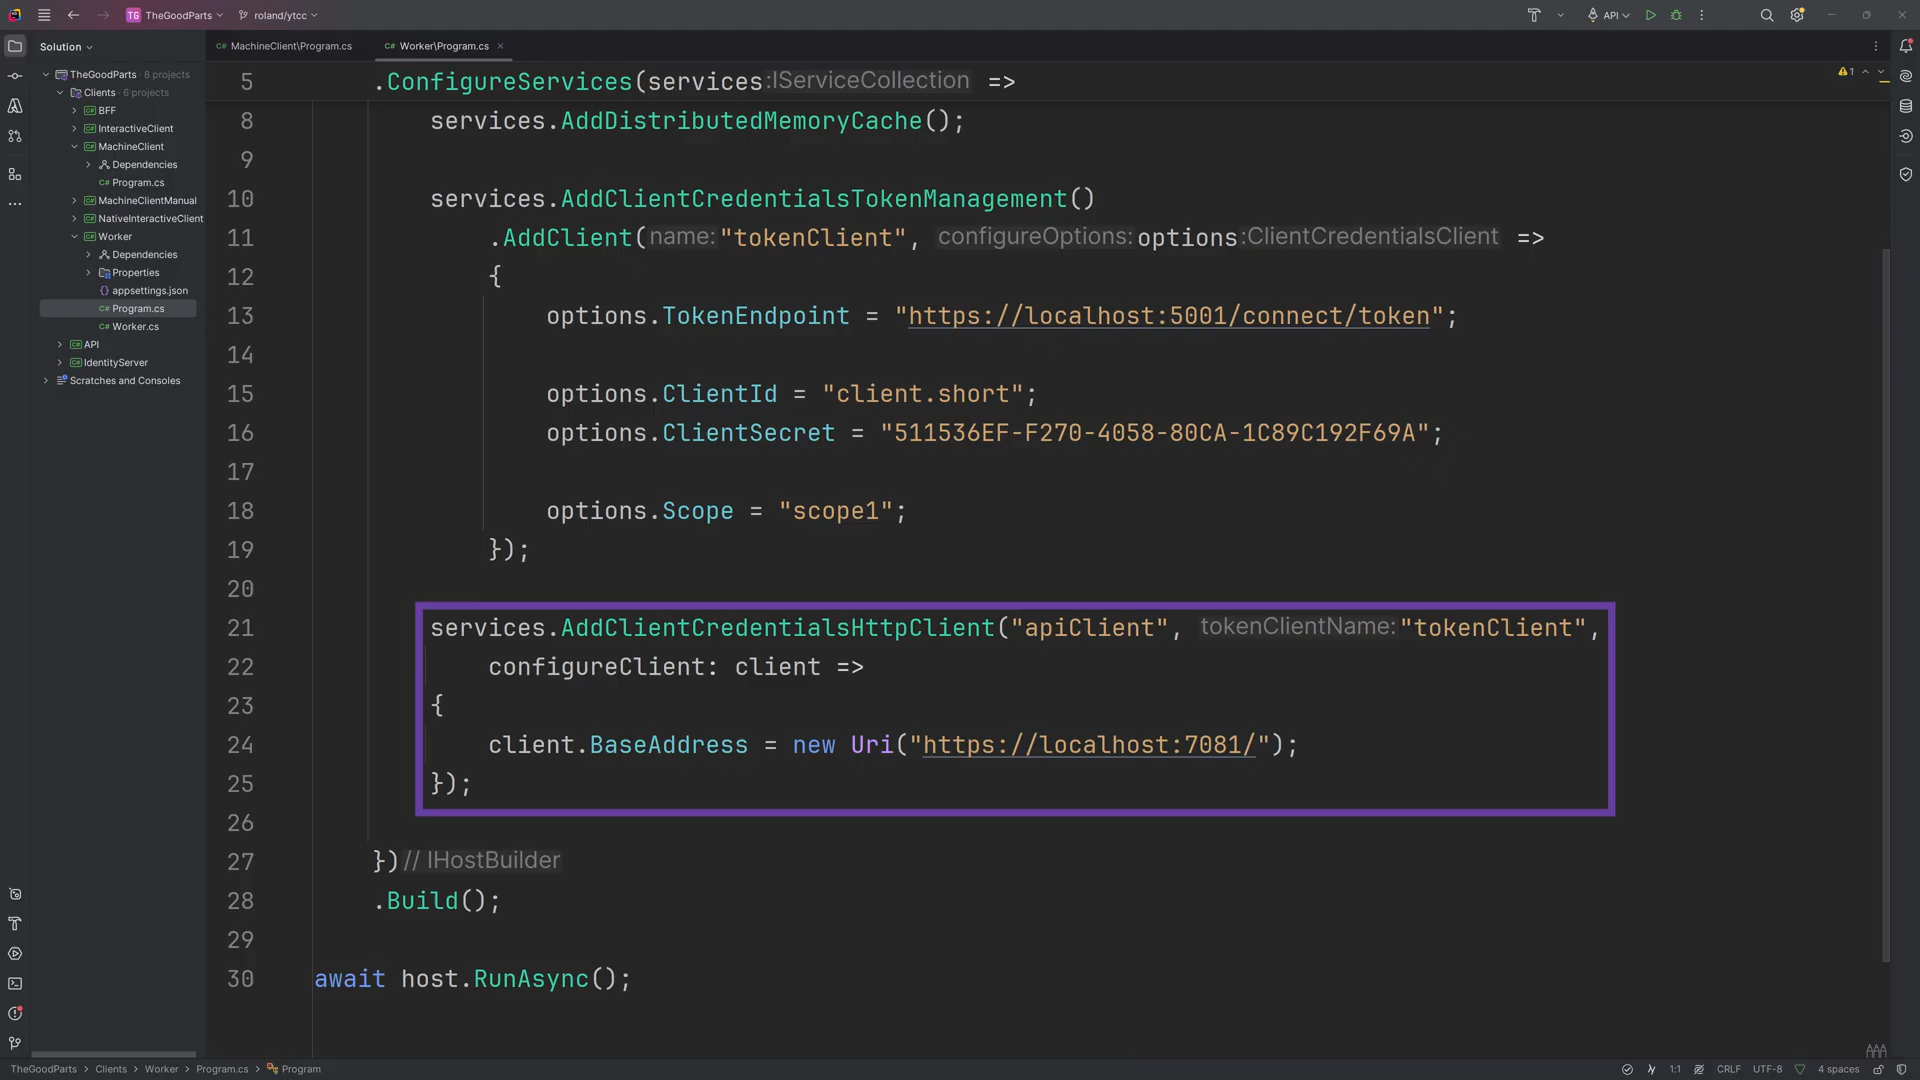 TG TheGoodParts roland/ytcc API
Solution
MachineClient\Program.cs Worker\Program.cs
TheGoodParts 8 projects
Clients 6 projects
BFF
InteractiveClient
MachineClient
Dependencies
Program.cs
MachineClientManual
NativeInteractiveClient
Worker
Dependencies
Properties
appsettings.json
Program.cs
Worker.cs
API
IdentityServer
Scratches and Consoles
5 .ConfigureServices(services:IServiceCollection =>
8 services.AddDistributedMemoryCache();
9
10 services.AddClientCredentialsTokenManagement()
11 .AddClient(name:"tokenClient", configureOptions:options:ClientCredentialsClient =>
12 {
13 options.TokenEndpoint = "https://localhost:5001/connect/token";
14
15 options.ClientId = "client.short";
16 options.ClientSecret = "511536EF-F270-4058-80CA-1C89C192F69A";
17
18 options.Scope = "scope1";
19 });
20
21 services.AddClientCredentialsHttpClient("apiClient", tokenClientName:"tokenClient",
22 configureClient: client =>
23 {
24 client.BaseAddress = new Uri("https://localhost:7081/");
25 });
26
27 })// IHostBuilder
28 .Build();
29
30 await host.RunAsync();
1
TheGoodParts > Clients > Worker > Program.cs > Program
1:1 CRLF UTF-8 4 spaces